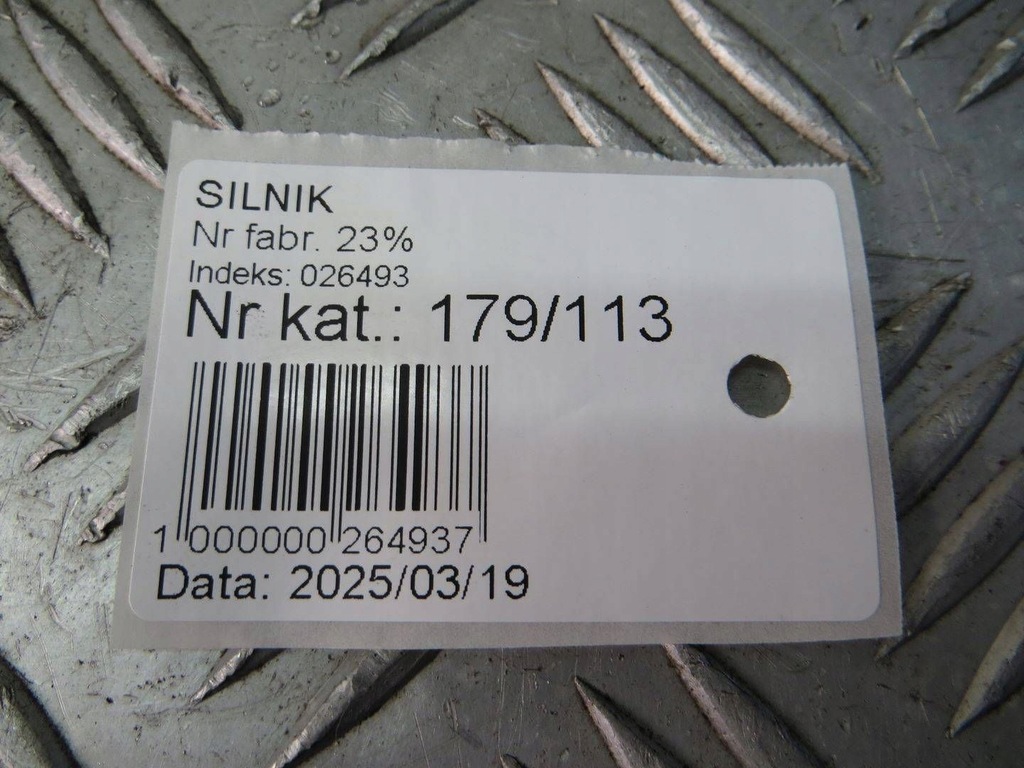 SILNIK
Nr fabr. 23%
Indeks: 026493
Nr kat.: 179/113
1 000000 264937
Data: 2025/03/19